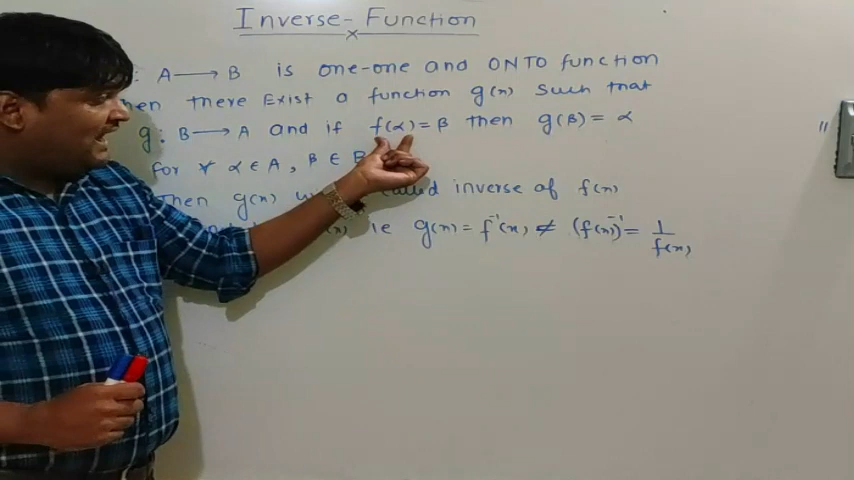 Inverse-Function
: A → B is one-one and ONTO function
hen there Exist a function g(x) such that
g: B → A and if f(α)=β then g(β)= α
for ∀ α ∈ A, β ∈ B
Then g(x) called inverse of f(x)
(x) ie g(x) = f⁻¹(x) ≠ (f(x))⁻¹ = 1/f(x)